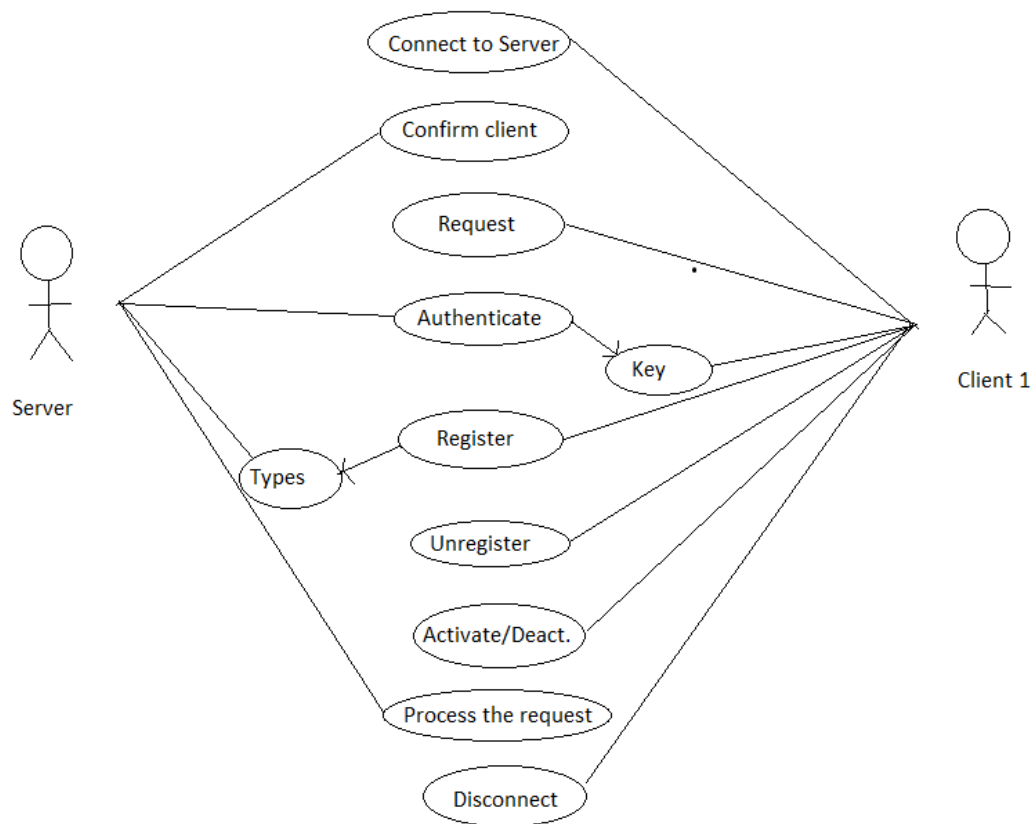 Connect to Server
Confirm client
Request
Authenticate
Key
Client 1
Server
Register
Types
Unregister
Activate/Deact.
Process the request
Disconnect